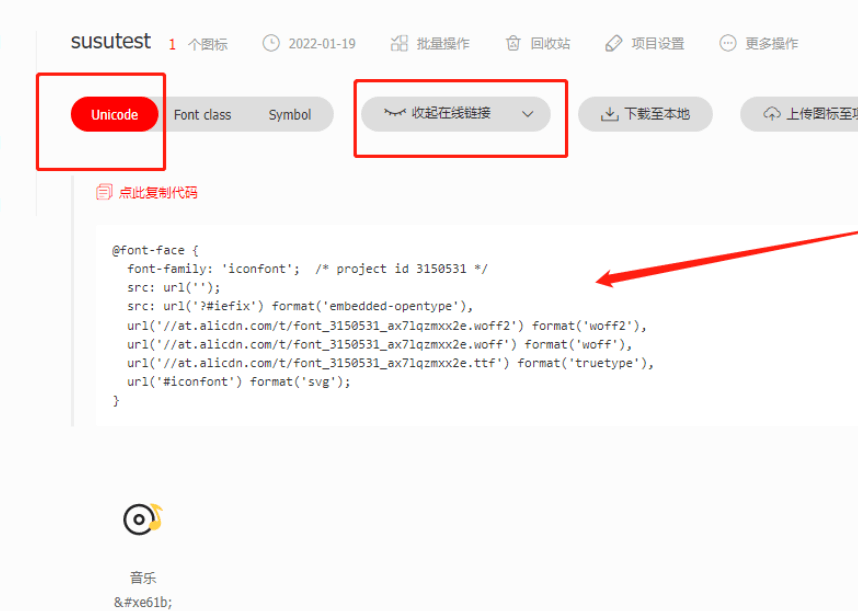 susutest 1 个图标 2022-01-19 批量操作 回收站 项目设置 更多操作
Unicode Font class Symbol 收起在线链接 下载至本地 上传图标至项
点此复制代码
@font-face {
  font-family: 'iconfont';  /* project id 3150531 */
  src: url('');
  src: url('?#iefix') format('embedded-opentype'),
  url('//at.alicdn.com/t/font_3150531_ax7lqzmxx2e.woff2') format('woff2'),
  url('//at.alicdn.com/t/font_3150531_ax7lqzmxx2e.woff') format('woff'),
  url('//at.alicdn.com/t/font_3150531_ax7lqzmxx2e.ttf') format('truetype'),
  url('#iconfont') format('svg');
}
音乐
&#xe61b;